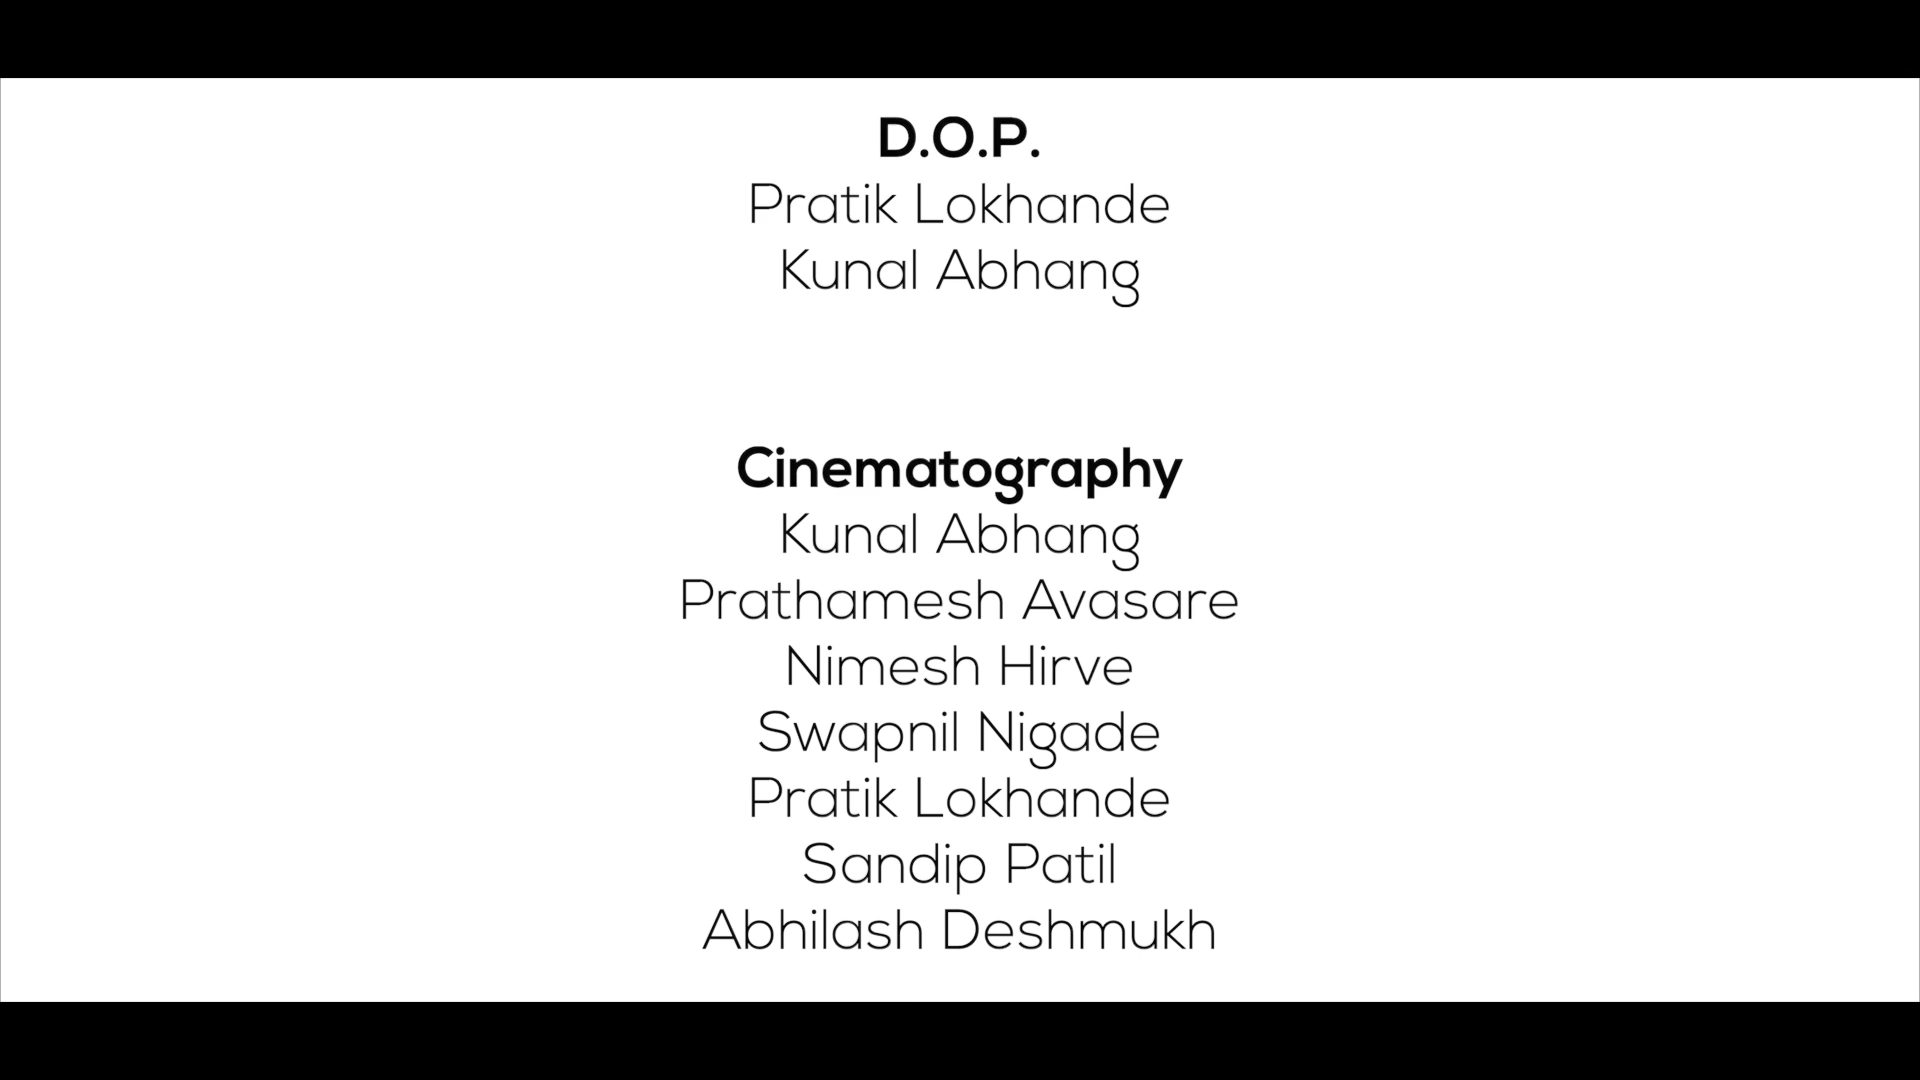 D.O.P.
Pratik Lokhande
Kunal Abhang
Cinematography
Kunal Abhang
Prathamesh Avasare
Nimesh Hirve
Swapnil Nigade
Pratik Lokhande
Sandip Patil
Abhilash Deshmukh